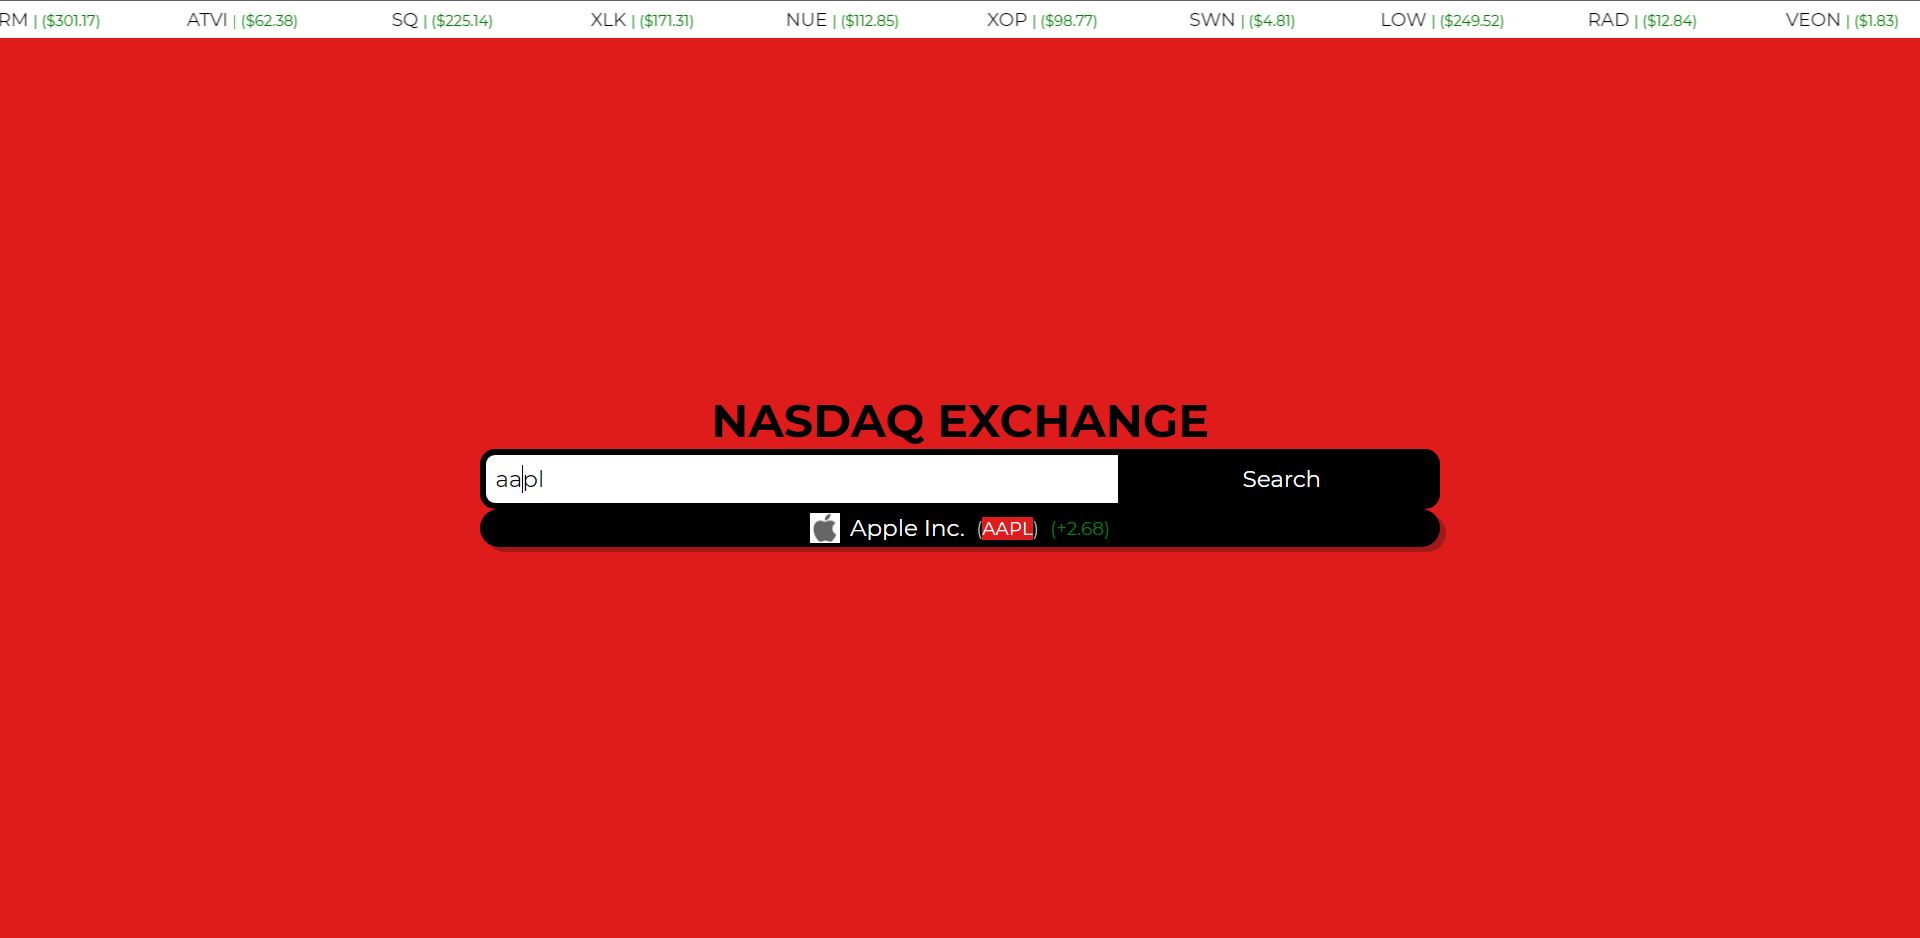 RM | ($301.17) ATVI | ($62.38) SQ | ($225.14) XLK | ($171.31) NUE | ($112.85) XOP | ($98.77) SWN | ($4.81) LOW | ($249.52) RAD | ($12.84) VEON | ($1.83)
NASDAQ EXCHANGE
aapl Search
Apple Inc. (AAPL) (+2.68)